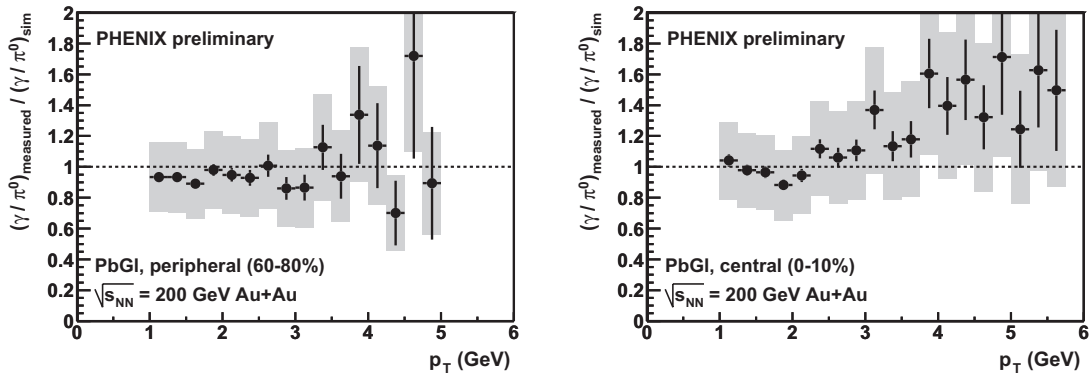 (γ / π⁰)measured / (γ / π⁰)sim
2
1.8
1.6
1.4
1.2
1
0.8
0.6
0.4
0.2
0
PHENIX preliminary
PbGl, peripheral (60-80%)
√sNN = 200 GeV Au+Au
0 1 2 3 4 5 6
pT (GeV)
(γ / π⁰)measured / (γ / π⁰)sim
2
1.8
1.6
1.4
1.2
1
0.8
0.6
0.4
0.2
0
PHENIX preliminary
PbGl, central (0-10%)
√sNN = 200 GeV Au+Au
0 1 2 3 4 5 6
pT (GeV)